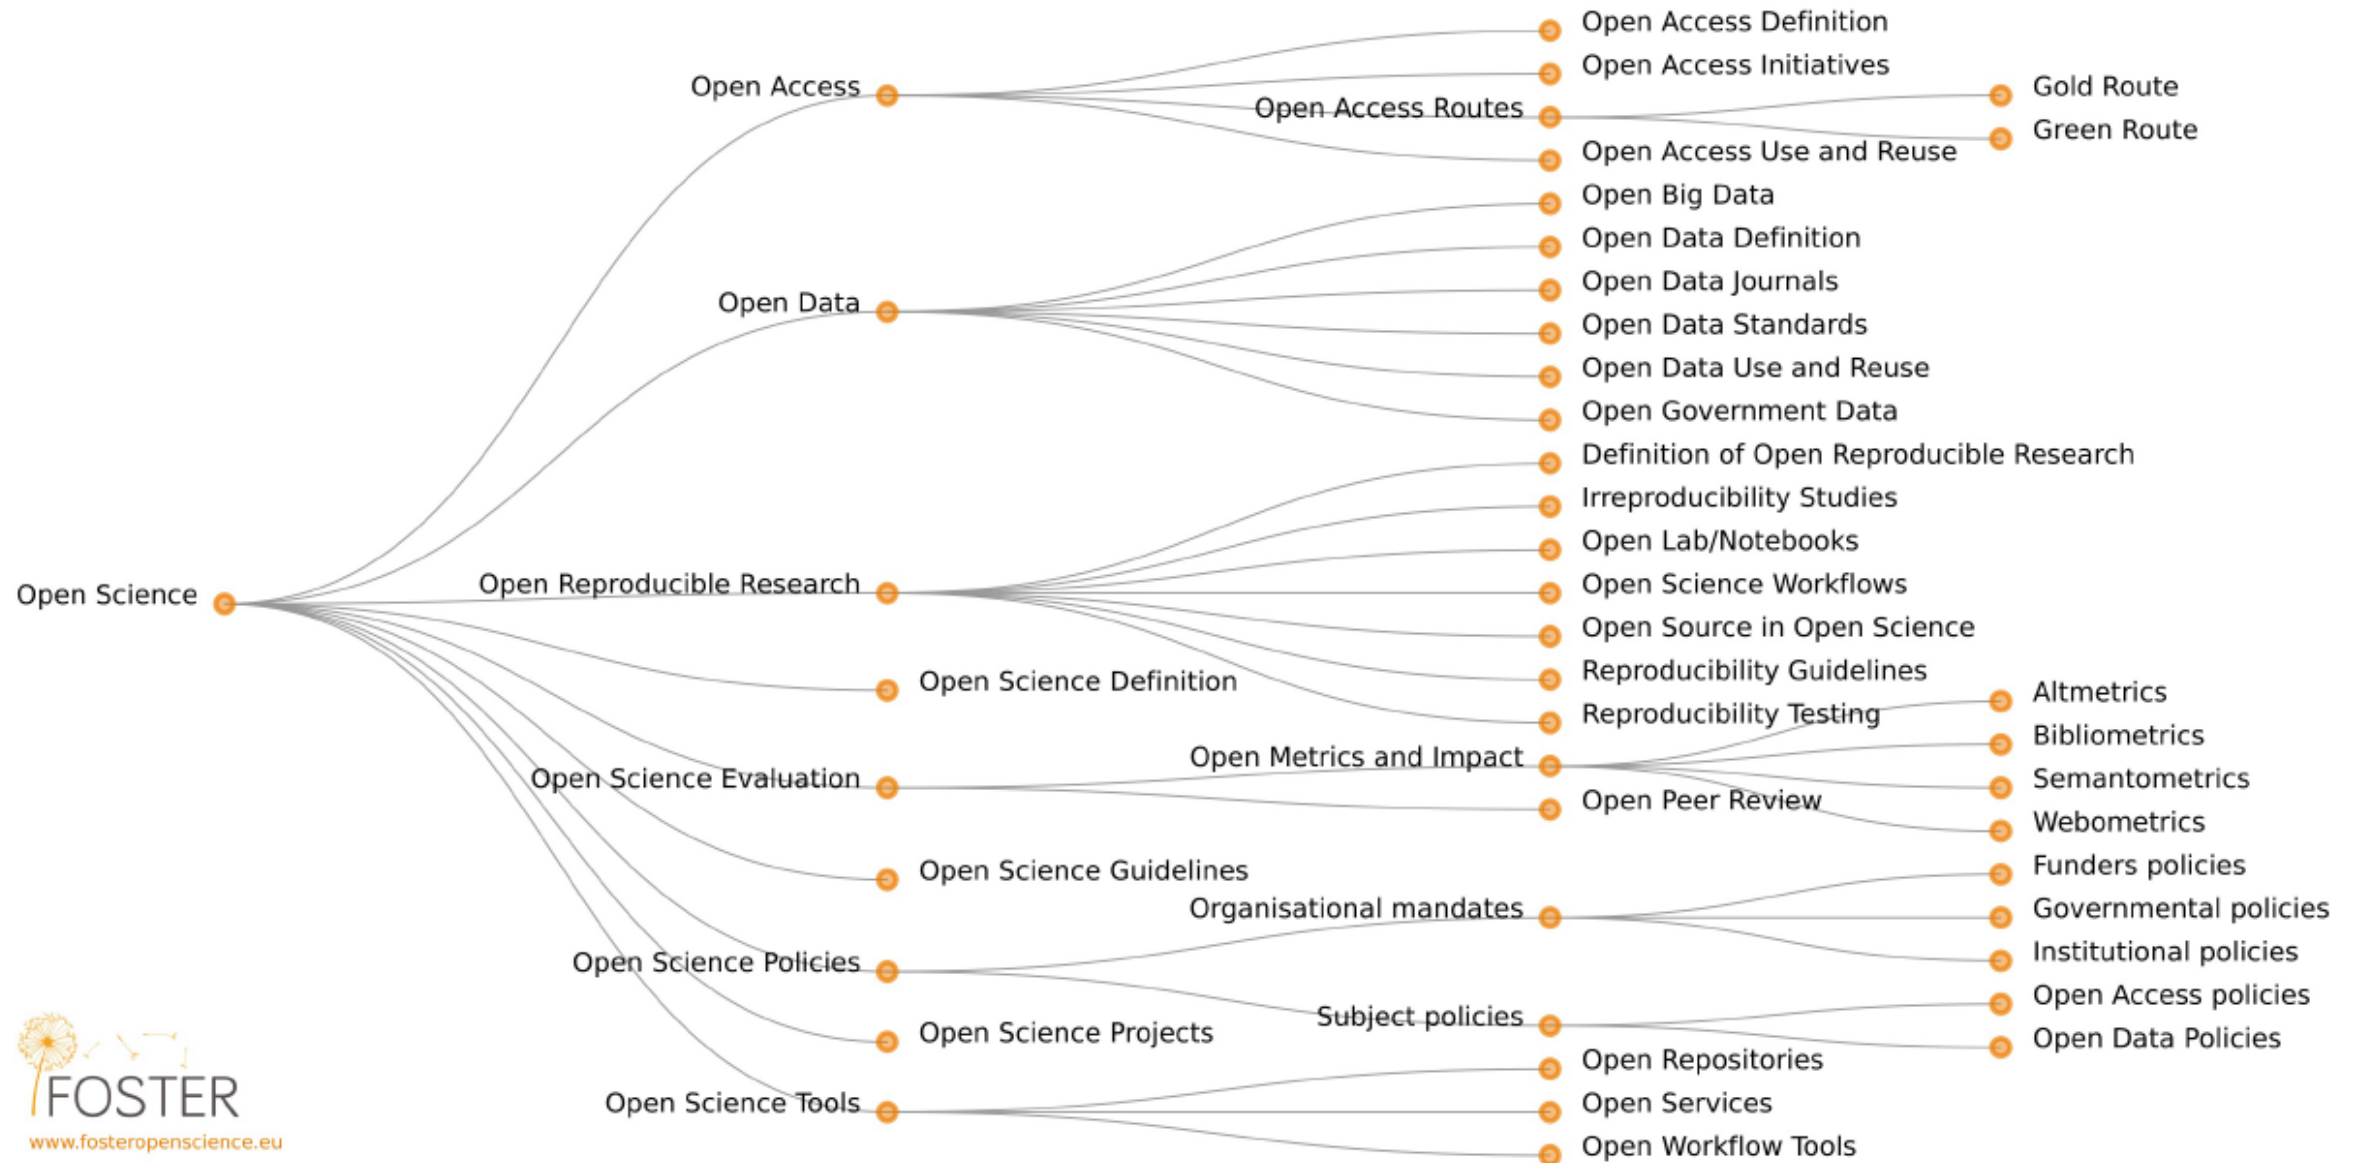 Open Science
Open Access
Open Access Definition
Open Access Initiatives
Open Access Routes
Gold Route
Green Route
Open Access Use and Reuse
Open Data
Open Big Data
Open Data Definition
Open Data Journals
Open Data Standards
Open Data Use and Reuse
Open Government Data
Open Reproducible Research
Definition of Open Reproducible Research
Irreproducibility Studies
Open Lab/Notebooks
Open Science Workflows
Open Source in Open Science
Reproducibility Guidelines
Reproducibility Testing
Open Science Definition
Open Science Evaluation
Open Metrics and Impact
Altmetrics
Bibliometrics
Semantometrics
Webometrics
Open Peer Review
Open Science Guidelines
Open Science Policies
Organisational mandates
Funders policies
Governmental policies
Institutional policies
Subject policies
Open Access policies
Open Data Policies
Open Science Projects
Open Science Tools
Open Repositories
Open Services
Open Workflow Tools
FOSTER
www.fosteropenscience.eu